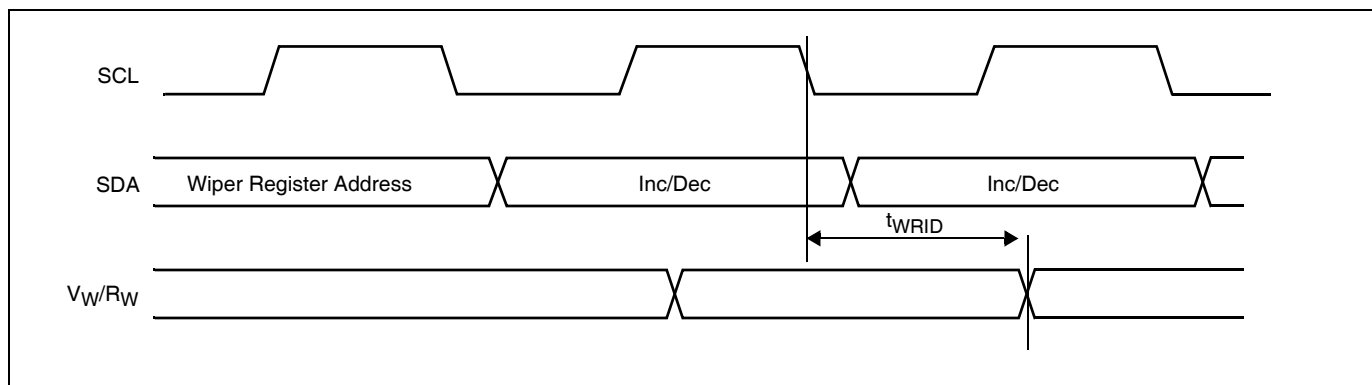 SCL
SDA
Wiper Register Address
Inc/Dec
Inc/Dec
tWRID
VW/RW